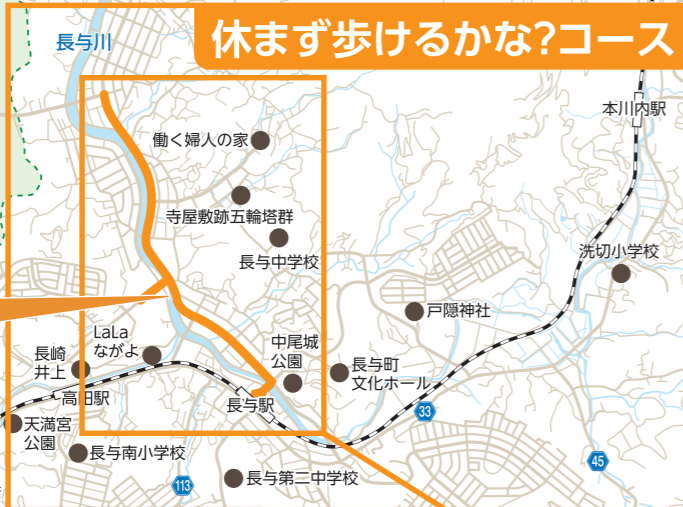 休まず歩けるかな?コース
長与川
本川内駅
働く婦人の家
寺屋敷跡五輪塔群
長与中学校
洗切小学校
戸隠神社
LaLa
ながよ
中尾城
公園
長崎
井上
長与町
文化ホール
高田駅
長与駅
33
天満宮
公園
長与南小学校
45
長与第二中学校
113